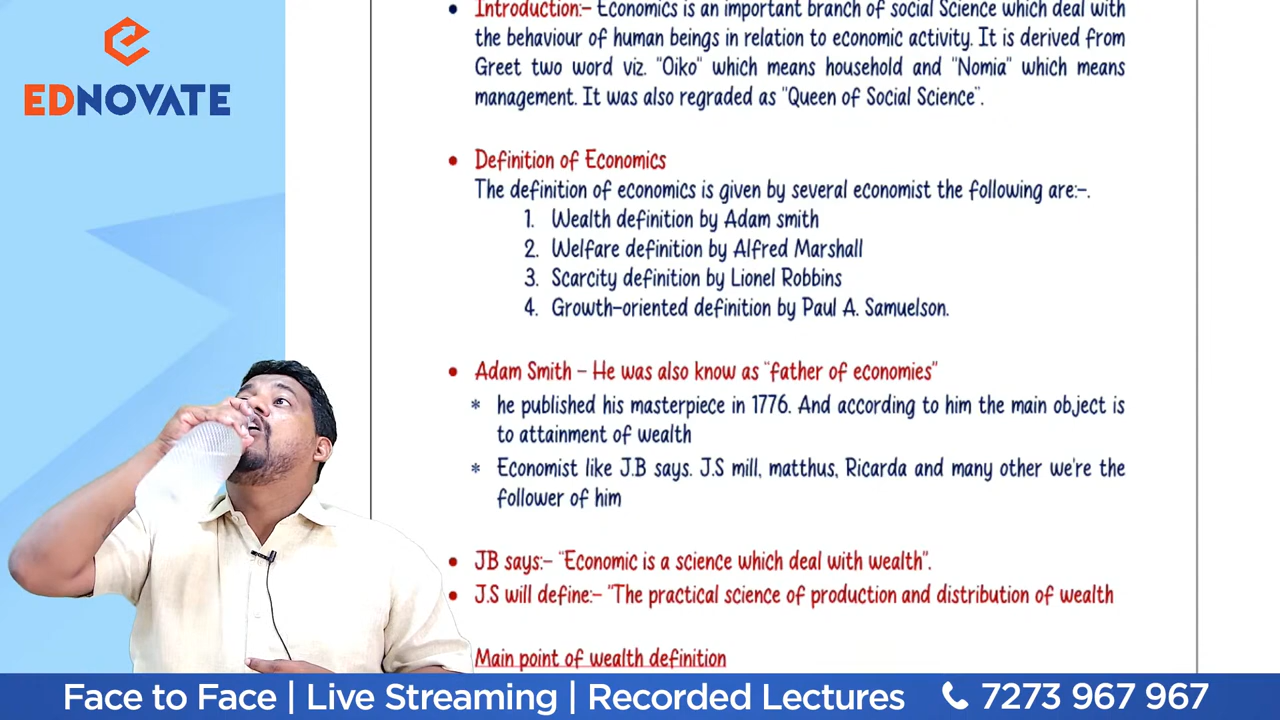 EDNOVATE
• Introduction:- Economics is an important branch of social Science which deal with
the behaviour of human beings in relation to economic activity. It is derived from
Greet two word viz. "Oiko" which means household and "Nomia" which means
management. It was also regraded as "Queen of Social Science".
• Definition of Economics
The definition of economics is given by several economist the following are:-.
1. Wealth definition by Adam smith
2. Welfare definition by Alfred Marshall
3. Scarcity definition by Lionel Robbins
4. Growth-oriented definition by Paul A. Samuelson.
• Adam Smith - He was also know as "father of economies"
* he published his masterpiece in 1776. And according to him the main object is
to attainment of wealth
* Economist like J.B says. J.S mill, matthus, Ricarda and many other we're the
follower of him
• JB says:- "Economic is a science which deal with wealth".
• J.S will define:- "The practical science of production and distribution of wealth
Main point of wealth definition
Face to Face | Live Streaming | Recorded Lectures 7273 967 967